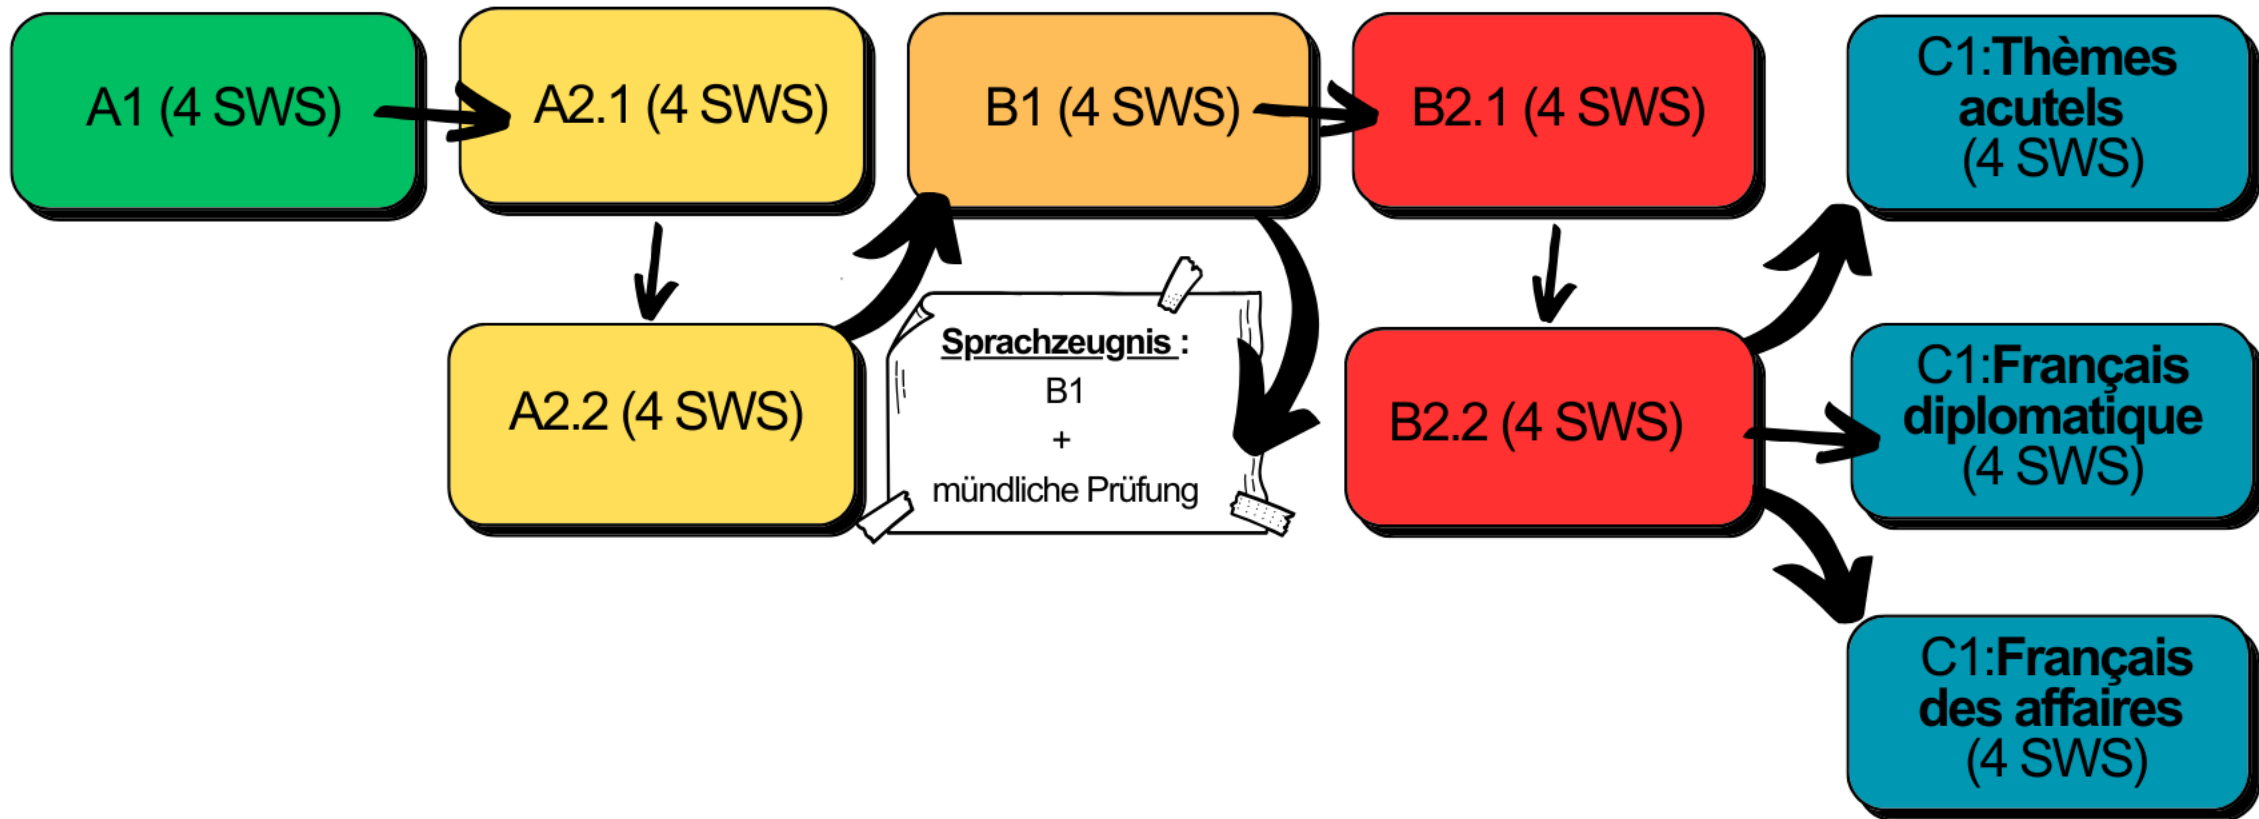 A1 (4 SWS)
A2.1 (4 SWS)
B1 (4 SWS)
B2.1 (4 SWS)
C1:Thèmes
acutels
(4 SWS)
A2.2 (4 SWS)
Sprachzeugnis :
B1
+
mündliche Prüfung
B2.2 (4 SWS)
C1:Français
diplomatique
(4 SWS)
C1:Français
des affaires
(4 SWS)